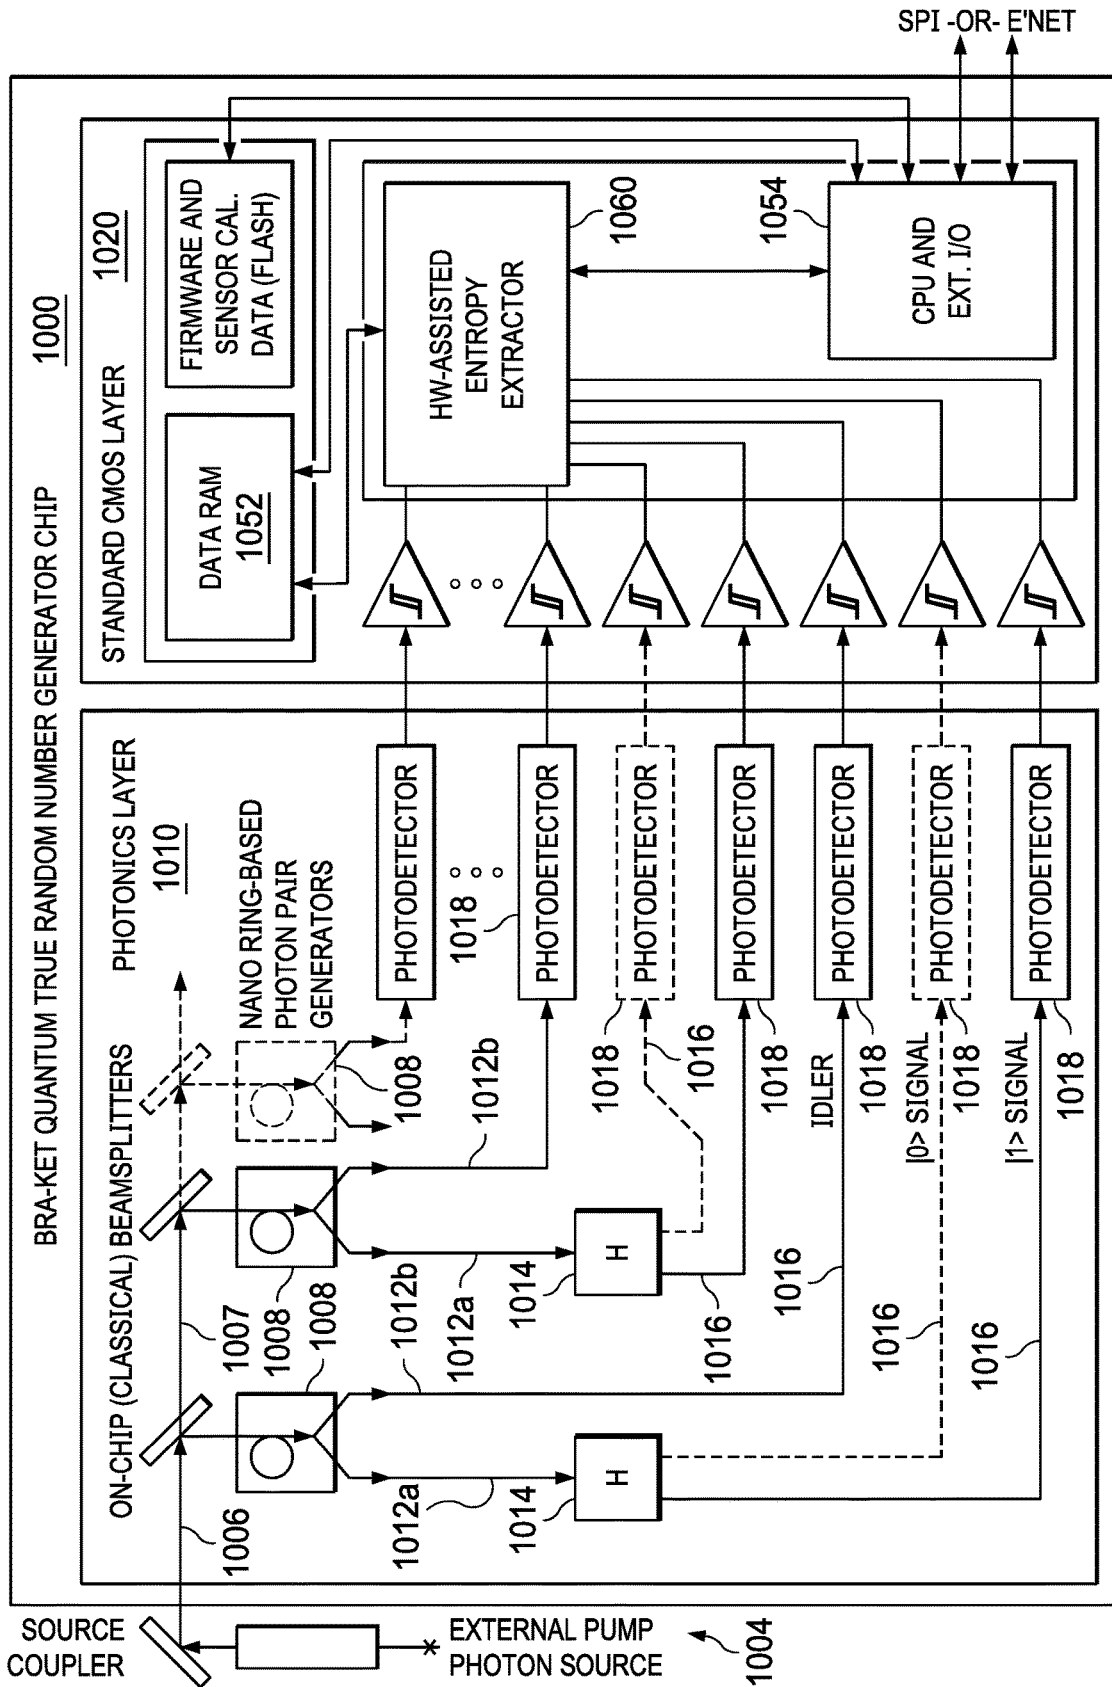 BRA-KET QUANTUM TRUE RANDOM NUMBER GENERATOR CHIP
1000
STANDARD CMOS LAYER
1020
DATA RAM
1052
FIRMWARE AND
SENSOR CAL.
DATA (FLASH)
HW-ASSISTED
ENTROPY
EXTRACTOR
1060
1054
CPU AND
EXT. I/O
SPI -OR- E'NET
PHOTONICS LAYER
1010
ON-CHIP (CLASSICAL) BEAMSPLITTERS
NANO RING-BASED
PHOTON PAIR
GENERATORS
1006
1007
1008
1008
1008
1012a
1012b
1012a
1012b
1014
H
1014
H
1016
1016
1016
1016
1016
IDLER
|0> SIGNAL
|1> SIGNAL
PHOTODETECTOR
1018
PHOTODETECTOR
PHOTODETECTOR
1018
PHOTODETECTOR
1018
PHOTODETECTOR
1018
PHOTODETECTOR
1018
PHOTODETECTOR
1018
SOURCE
COUPLER
EXTERNAL PUMP
PHOTON SOURCE
1004